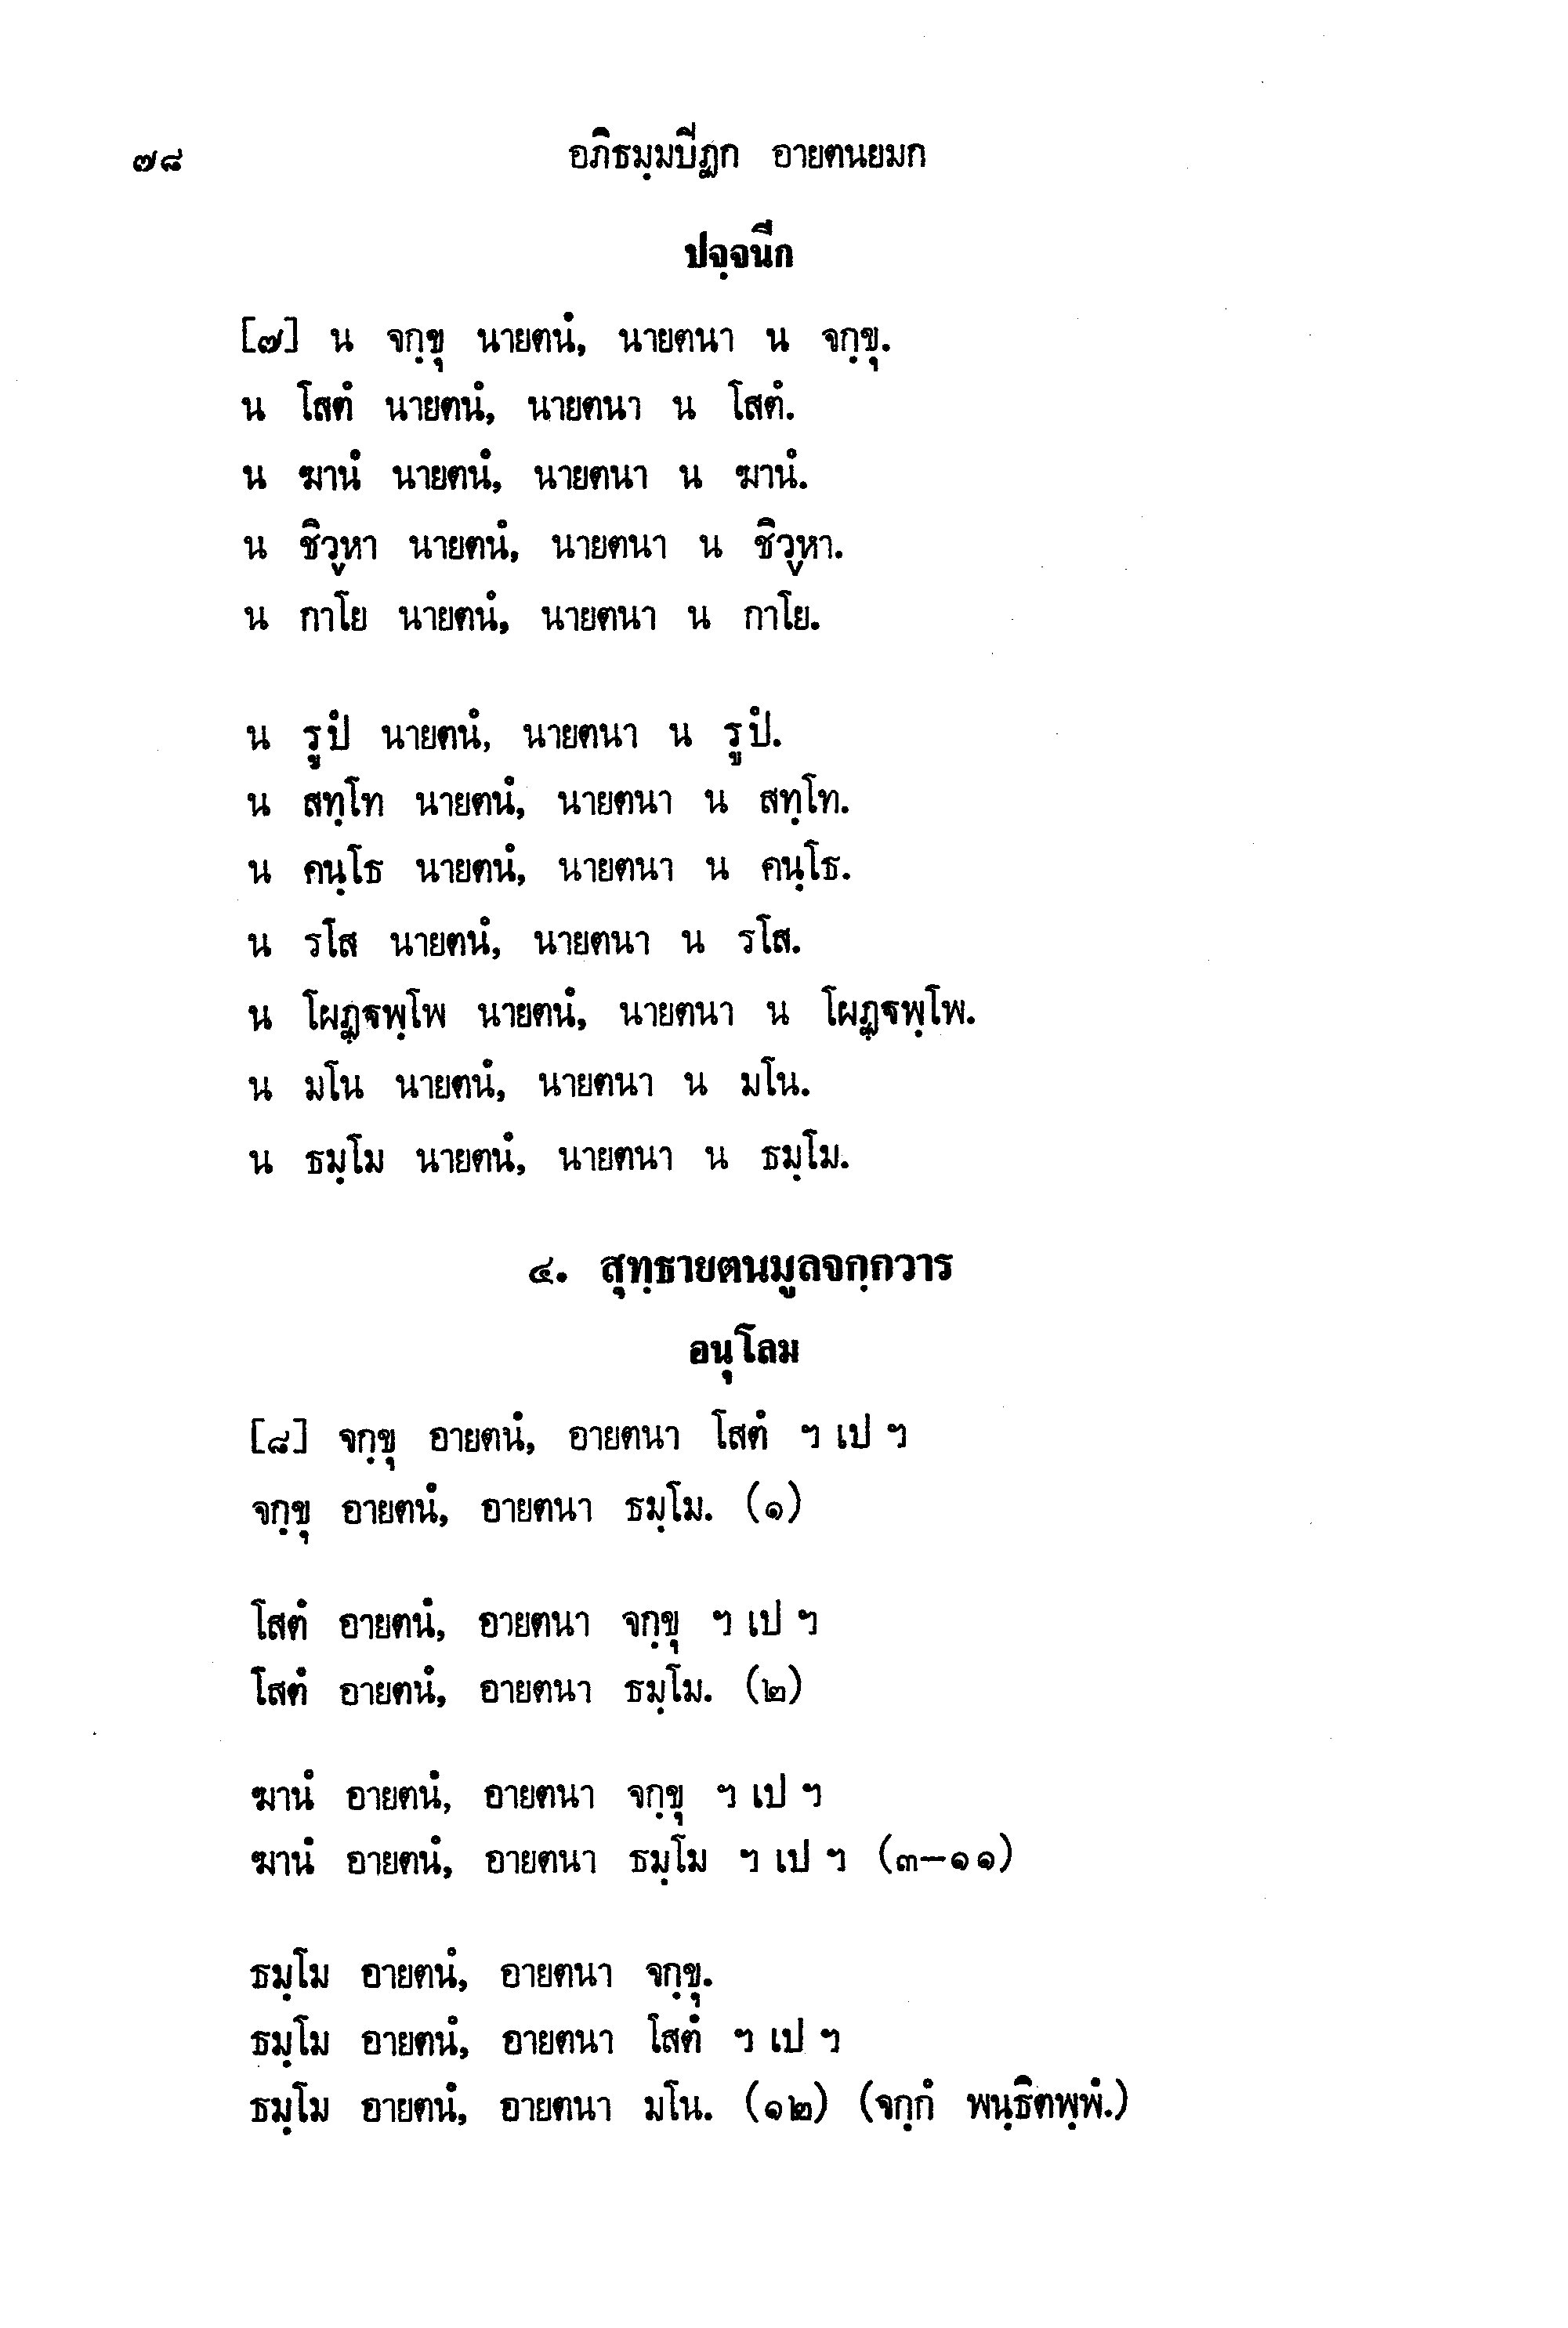 ๗๘ อภิธมฺมปีฏก อายตนยมก
ปจฺจนีก
[๗] น จกฺขุ นายตนํ, นายตนา น จกฺขุ.
น โสตํ นายตนํ, นายตนา น โสตํ.
น ฆานํ นายตนํ, นายตนา น ฆานํ.
น ชิวฺหา นายตนํ, นายตนา น ชิวฺหา.
น กาโย นายตนํ, นายตนา น กาโย.
น รูปํ นายตนํ, นายตนา น รูปํ.
น สทฺโท นายตนํ, นายตนา น สทฺโท.
น คนฺโธ นายตนํ, นายตนา น คนฺโธ.
น รโส นายตนํ, นายตนา น รโส.
น โผฏฺฐพฺโพ นายตนํ, นายตนา น โผฏฺฐพฺโพ.
น มโน นายตนํ, นายตนา น มโน.
น ธมฺโม นายตนํ, นายตนา น ธมฺโม.
๔. สุทฺธายตนมูลจกฺกวาร
อนุโลม
[๘] จกฺขุ อายตนํ, อายตนา โสตํ ฯ เป ฯ
จกฺขุ อายตนํ, อายตนา ธมฺโม. (๑)
โสตํ อายตนํ, อายตนา จกฺขุ ฯ เป ฯ
โสตํ อายตนํ, อายตนา ธมฺโม. (๒)
ฆานํ อายตนํ, อายตนา จกฺขุ ฯ เป ฯ
ฆานํ อายตนํ, อายตนา ธมฺโม ฯ เป ฯ (๓–๑๑)
ธมฺโม อายตนํ, อายตนา จกฺขุ.
ธมฺโม อายตนํ, อายตนา โสตํ ฯ เป ฯ
ธมฺโม อายตนํ, อายตนา มโน. (๑๒) (จกฺกํ พนฺธิตพฺพํ.)